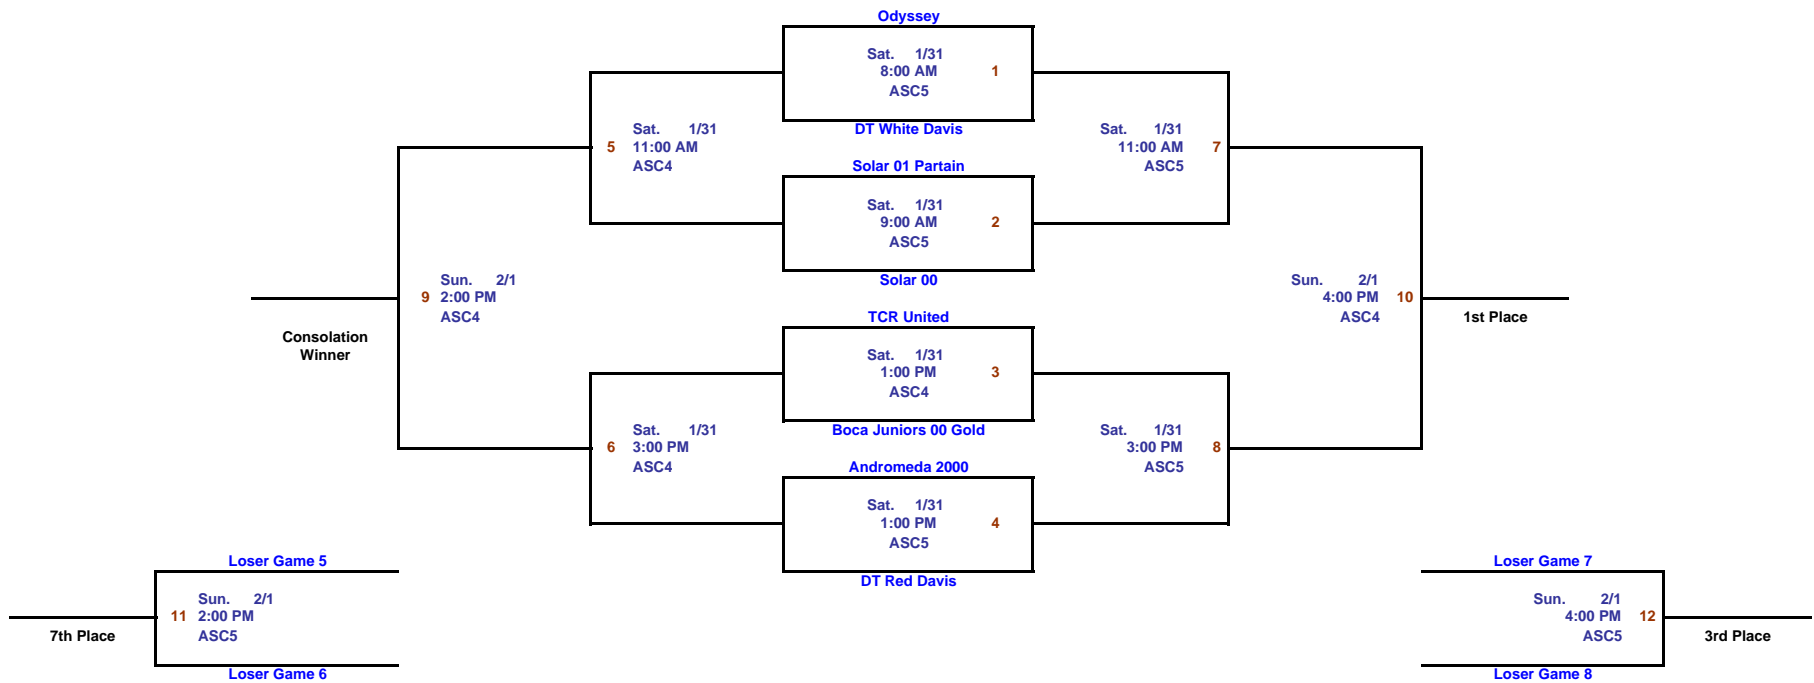 Odyssey
Sat. 1/31
8:00 AM 1
ASC5
DT White Davis
Sat. 1/31
5 11:00 AM
ASC4
Sat. 1/31
11:00 AM 7
ASC5
Solar 01 Partain
Sat. 1/31
9:00 AM 2
ASC5
Solar 00
Sun. 2/1
9 2:00 PM
ASC4
Consolation
Winner
Sun. 2/1
4:00 PM 10
ASC4
1st Place
TCR United
Sat. 1/31
1:00 PM 3
ASC4
Boca Juniors 00 Gold
Sat. 1/31
6 3:00 PM
ASC4
Sat. 1/31
3:00 PM 8
ASC5
Andromeda 2000
Sat. 1/31
1:00 PM 4
ASC5
DT Red Davis
Loser Game 5
Sun. 2/1
11 2:00 PM
ASC5
7th Place
Loser Game 6
Loser Game 7
Sun. 2/1
4:00 PM 12
ASC5
3rd Place
Loser Game 8